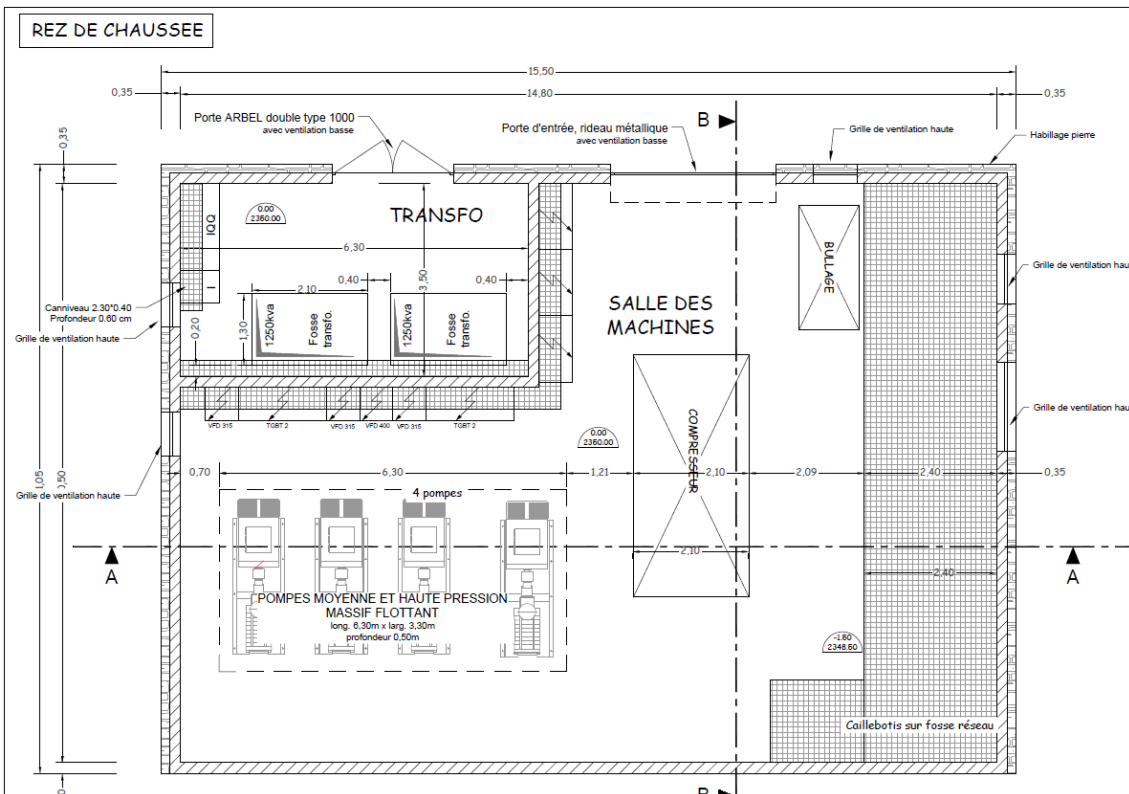 REZ DE CHAUSSEE
15,50
0,35
14,80
0,35
Porte ARBEL double type 1000
avec ventilation basse
B
Porte d'entrée, rideau métallique
avec ventilation basse
Grille de ventilation haute
Habillage pierre
0,35
0.00
2360.00
TRANSFO
IQQ
I
6,30
3,50
0,40
0,40
2,10
1,30
0,20
1250kva
Fosse
transfo.
1250kva
Fosse
transfo.
Canniveau 2.30*0.40
Profondeur 0.60 cm
Grille de ventilation haute
BULLAGE
Grille de ventilation hau
SALLE DES
MACHINES
COMPRESSEUR
VFD 315
TGBT 2
VFD 315
VFD 400
VFD 315
TGBT 2
Grille de ventilation hau
0.00
2360.00
0,70
6,30
1,21
2,10
2,09
2,40
0,35
Grille de ventilation haute
1,05
0,50
4 pompes
A
2,10
2,40
A
POMPES MOYENNE ET HAUTE PRESSION
MASSIF FLOTTANT
long. 6,30m x larg. 3,30m
profondeur 0,50m
-1.60
2348.60
Caillebotis sur fosse réseau
B